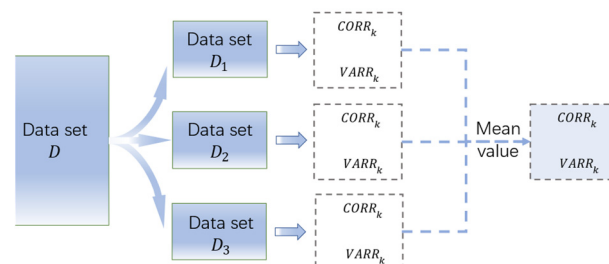 Data set
D
Data set
D₁
CORRₖ
VARRₖ
Data set
D₂
CORRₖ
VARRₖ
Data set
D₃
CORRₖ
VARRₖ
Mean
value
CORRₖ
VARRₖ